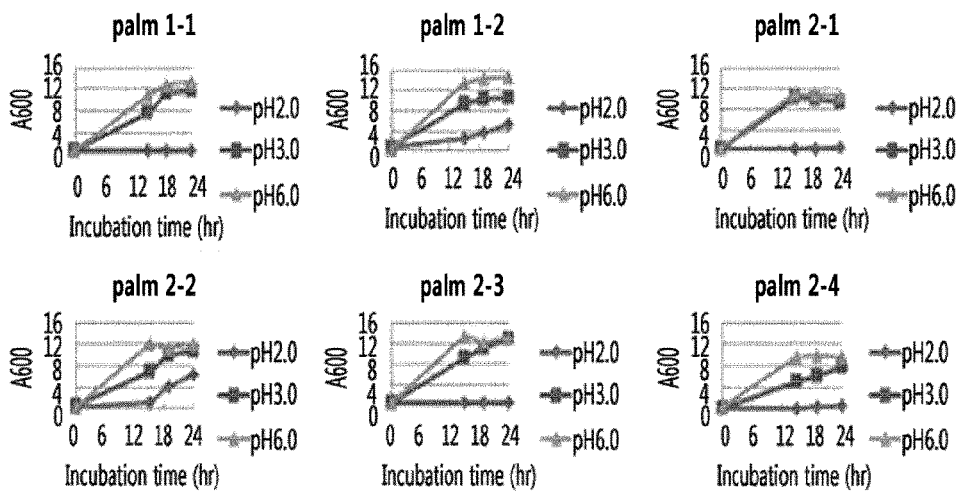 palm 1-1
16
12
8
4
0
A600
0 6 12 18 24
Incubation time (hr)
pH2.0
pH3.0
pH6.0
palm 1-2
16
12
8
4
0
A600
0 6 12 18 24
Incubation time (hr)
pH2.0
pH3.0
pH6.0
palm 2-1
16
12
8
4
0
A600
0 6 12 18 24
Incubation time (hr)
pH2.0
pH3.0
pH6.0
palm 2-2
16
12
8
4
0
A600
0 6 12 18 24
Incubation time (hr)
pH2.0
pH3.0
pH6.0
palm 2-3
16
12
8
4
0
A600
0 6 12 18 24
Incubation time (hr)
pH2.0
pH3.0
pH6.0
palm 2-4
16
12
8
4
0
A600
0 6 12 18 24
Incubation time (hr)
pH2.0
pH3.0
pH6.0